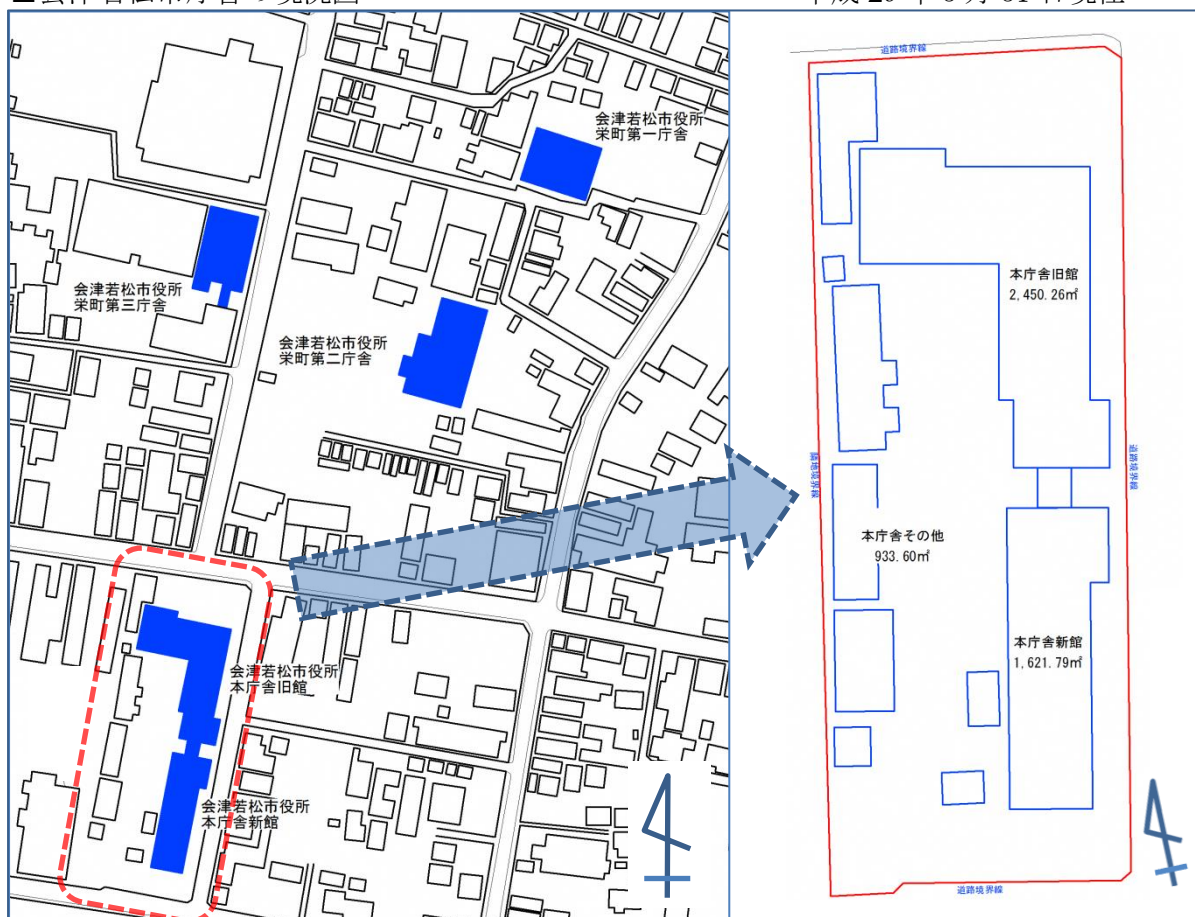 会津若松市役所
栄町第一庁舎
会津若松市役所
栄町第三庁舎
会津若松市役所
栄町第二庁舎
会津若松市役所
本庁舎旧館
会津若松市役所
本庁舎新館
道路境界線
本庁舎旧館
2,450.26㎡
隣地境界線
道路境界線
本庁舎その他
933.60㎡
本庁舎新館
1,621.79㎡
道路境界線